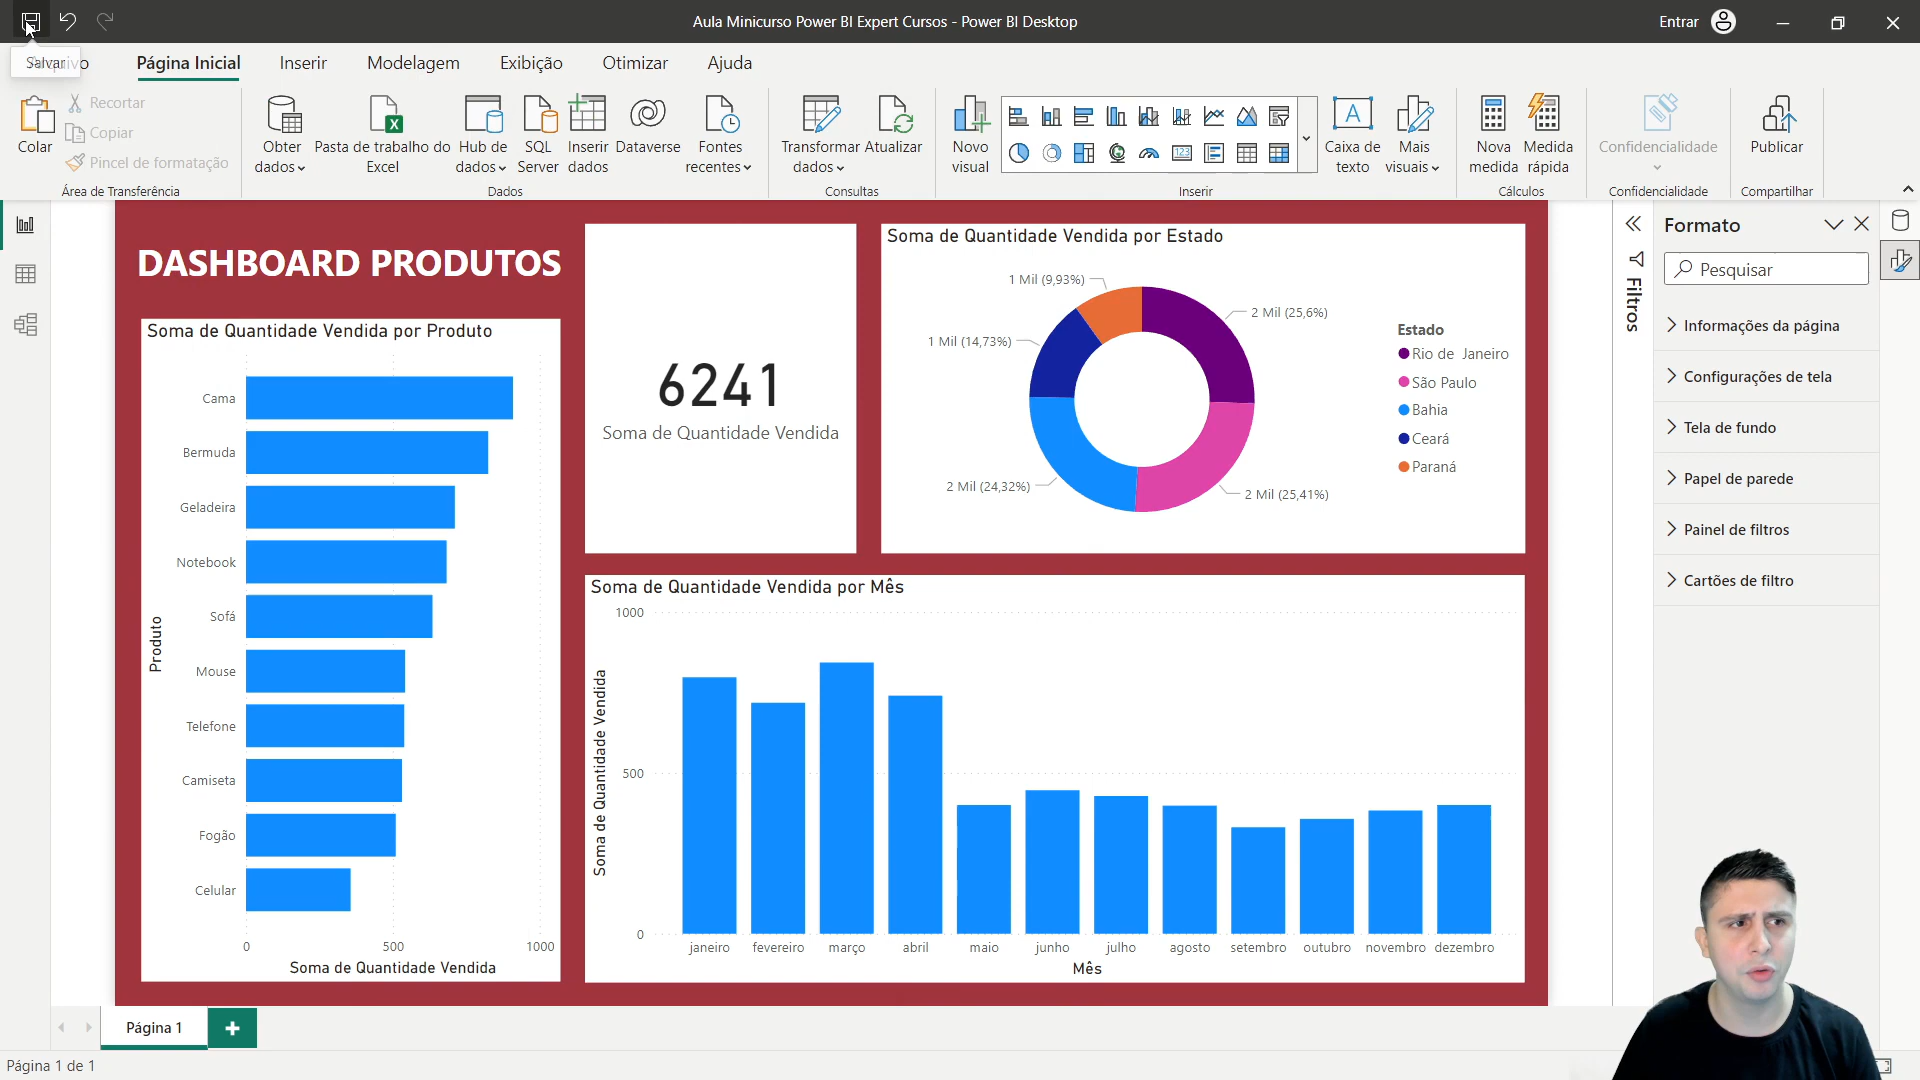 Aula Minicurso Power BI Expert Cursos - Power BI Desktop
Entrar
Salvar
Página Inicial
Inserir
Modelagem
Exibição
Otimizar
Ajuda
Colar
Recortar
Copiar
Pincel de formatação
Área de Transferência
Obter
dados
Pasta de trabalho do
Excel
Hub de
dados
SQL
Server
Inserir
dados
Dataverse
Fontes
recentes
Dados
Transformar
dados
Atualizar
Consultas
Novo
visual
Caixa de
texto
Mais
visuais
Inserir
Nova
medida
Medida
rápida
Cálculos
Confidencialidade
Confidencialidade
Publicar
Compartilhar
DASHBOARD PRODUTOS
Soma de Quantidade Vendida por Produto
Produto
Cama
Bermuda
Geladeira
Notebook
Sofá
Mouse
Telefone
Camiseta
Fogão
Celular
0
500
1000
Soma de Quantidade Vendida
6241
Soma de Quantidade Vendida
Soma de Quantidade Vendida por Estado
1 Mil (9,93%)
2 Mil (25,6%)
1 Mil (14,73%)
2 Mil (24,32%)
2 Mil (25,41%)
Estado
Rio de Janeiro
São Paulo
Bahia
Ceará
Paraná
Soma de Quantidade Vendida por Mês
Soma de Quantidade Vendida
1000
500
0
janeiro
fevereiro
março
abril
maio
junho
julho
agosto
setembro
outubro
novembro
dezembro
Mês
Filtros
Formato
Pesquisar
Informações da página
Configurações de tela
Tela de fundo
Papel de parede
Painel de filtros
Cartões de filtro
Página 1
Página 1 de 1